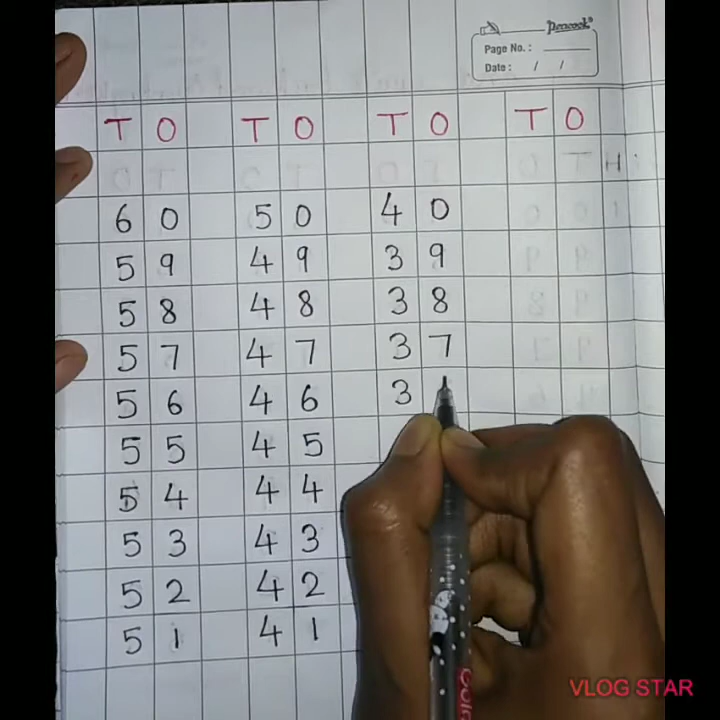 Peacock
Page No. :
Date : / /
T O T O T O T O
6 0 5 0 4 0
5 9 4 9 3 9
5 8 4 8 3 8
5 7 4 7 3 7
5 6 4 6 3
5 5 4 5
5 4 4 4
5 3 4 3
5 2 4 2
5 1 4 1
VLOG STAR